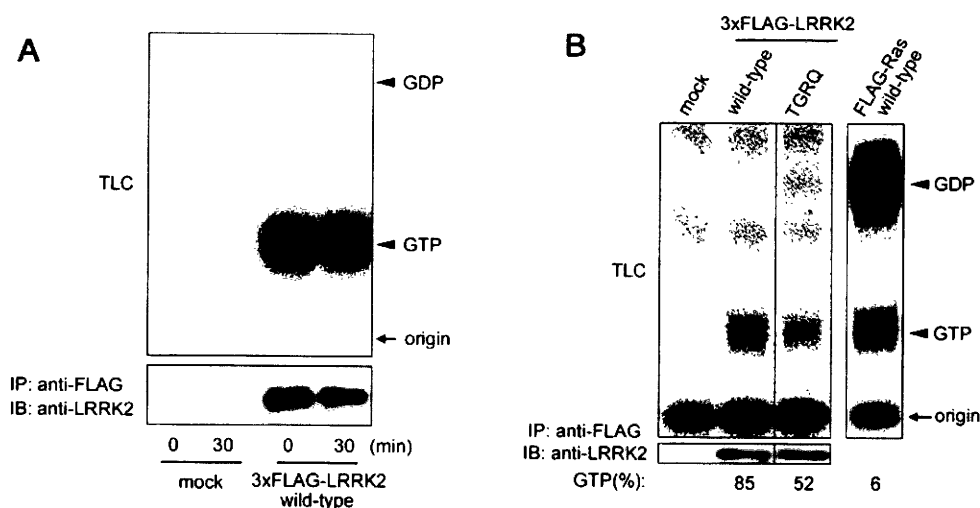 A
GDP
TLC
GTP
origin
IP: anti-FLAG
IB: anti-LRRK2
0 30 0 30 (min)
mock 3xFLAG-LRRK2
wild-type
B
3xFLAG-LRRK2
mock
wild-type
TGRQ
FLAG-Ras
wild-type
GDP
TLC
GTP
origin
IP: anti-FLAG
IB: anti-LRRK2
GTP(%): 85 52 6